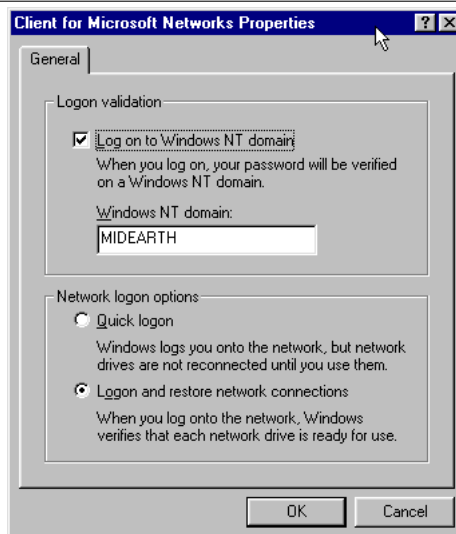 Client for Microsoft Networks Properties
General
Logon validation
Log on to Windows NT domain
When you log on, your password will be verified
on a Windows NT domain.
Windows NT domain:
MIDEARTH
Network logon options
Quick logon
Windows logs you onto the network, but network
drives are not reconnected until you use them.
Logon and restore network connections
When you log onto the network, Windows
verifies that each network drive is ready for use.
OK Cancel